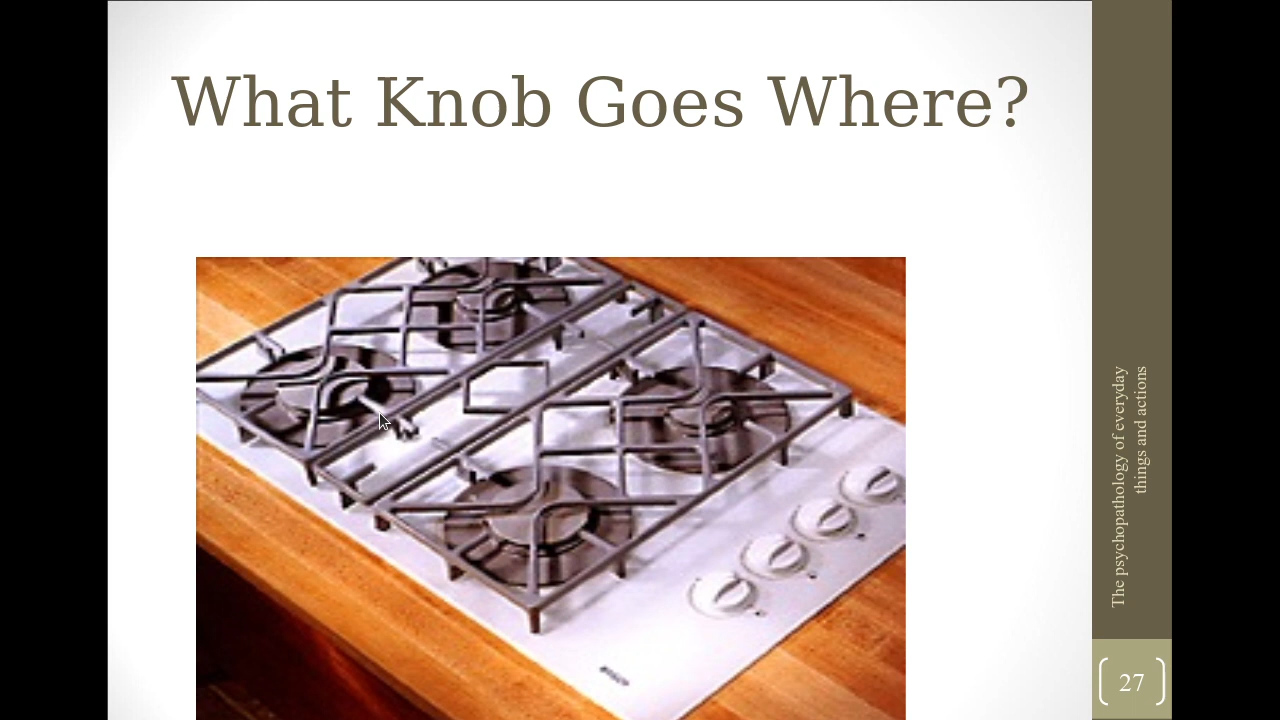 What Knob Goes Where?
The psychopathology of everyday
things and actions
27